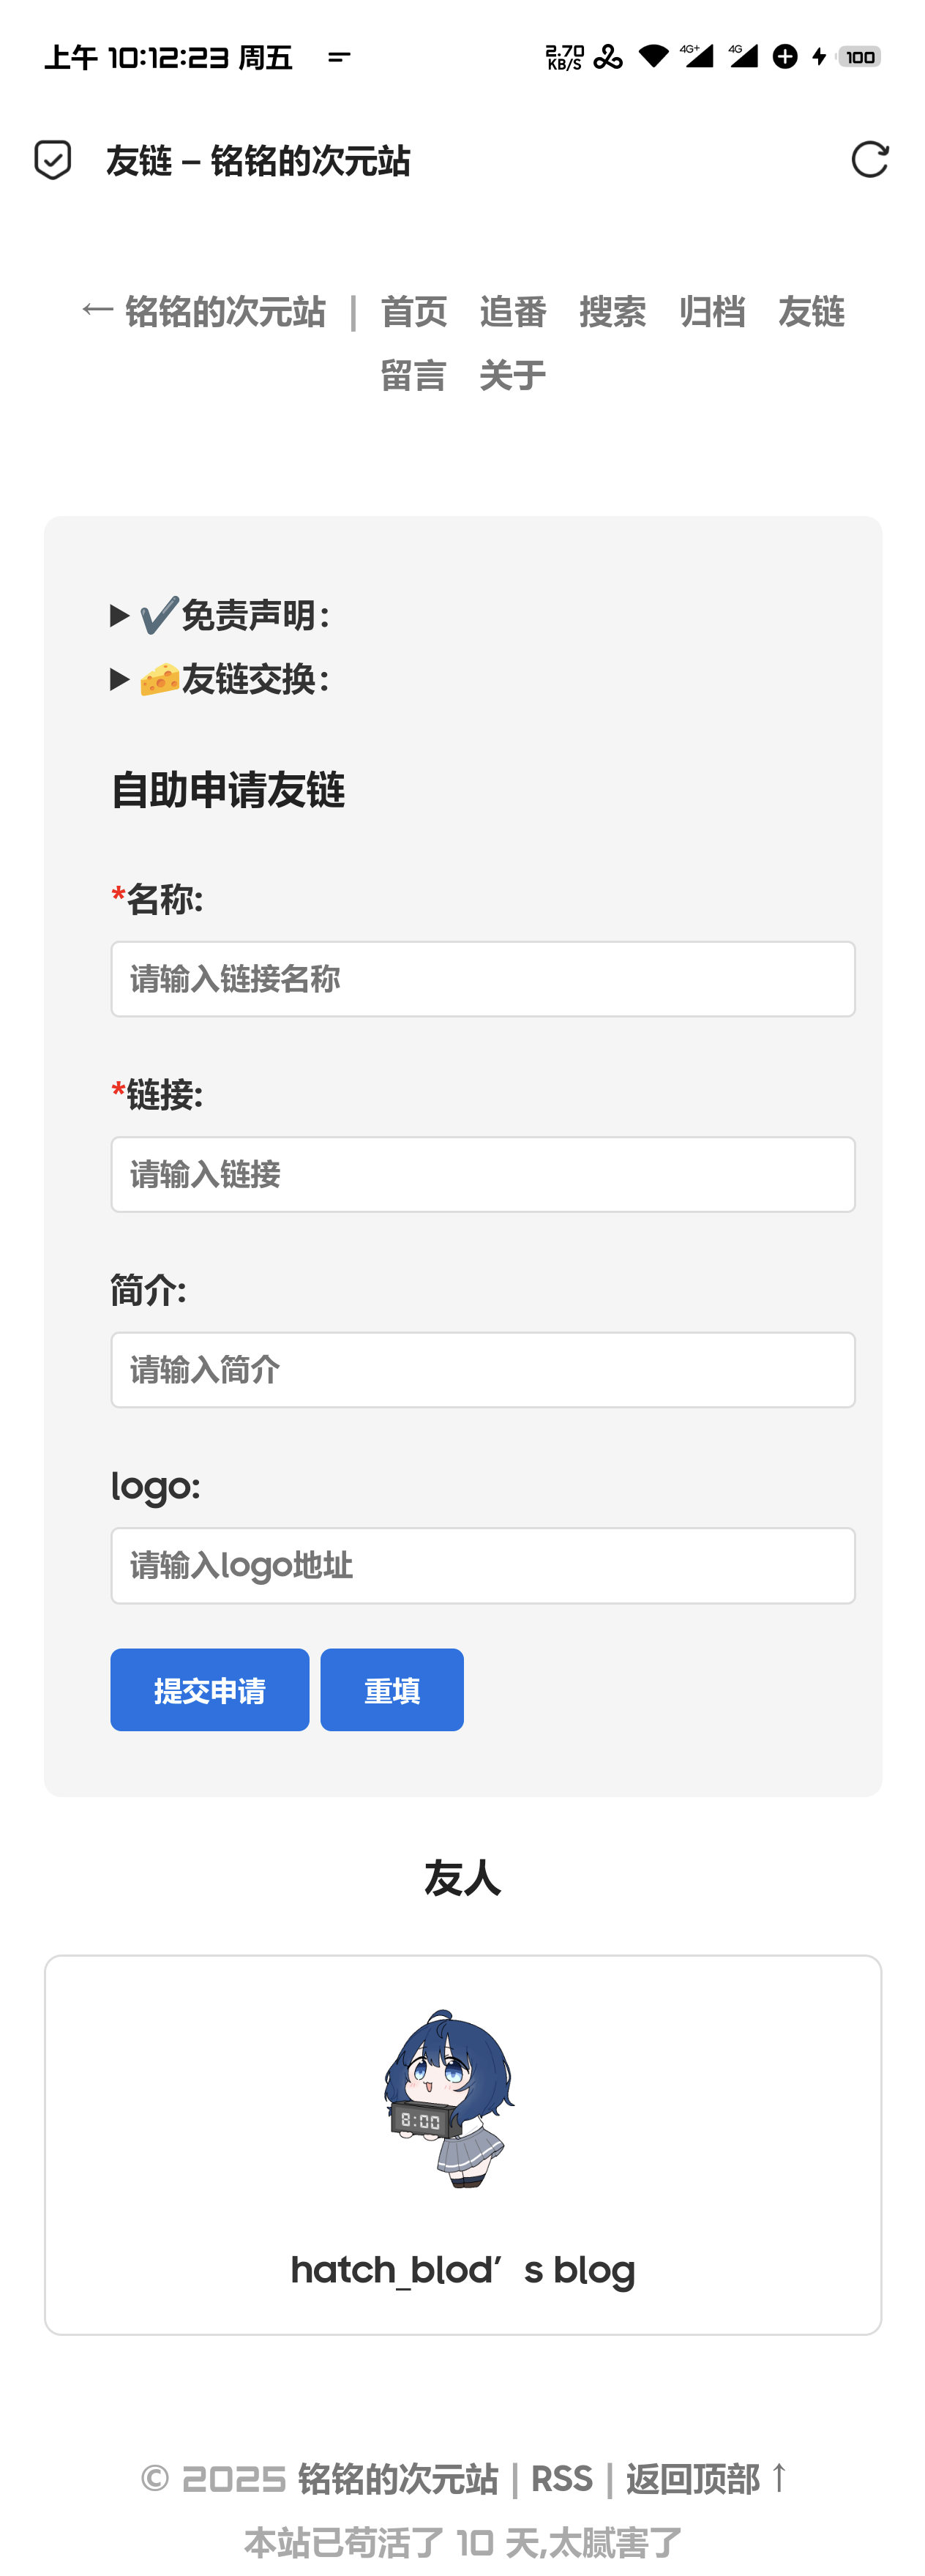 上午 10:12:23 周五
2.70 KB/S 4G+ 4G 100
友链 – 铭铭的次元站
← 铭铭的次元站 | 首页 追番 搜索 归档 友链
留言 关于
▶ ✔️免责声明：
▶ 🧀友链交换：
自助申请友链
*名称:
请输入链接名称
*链接:
请输入链接
简介:
请输入简介
logo:
请输入logo地址
提交申请 重填
友人
8:00
hatch_blod’s blog
© 2025 铭铭的次元站 | RSS | 返回顶部 ↑
本站已苟活了 10 天,太腻害了